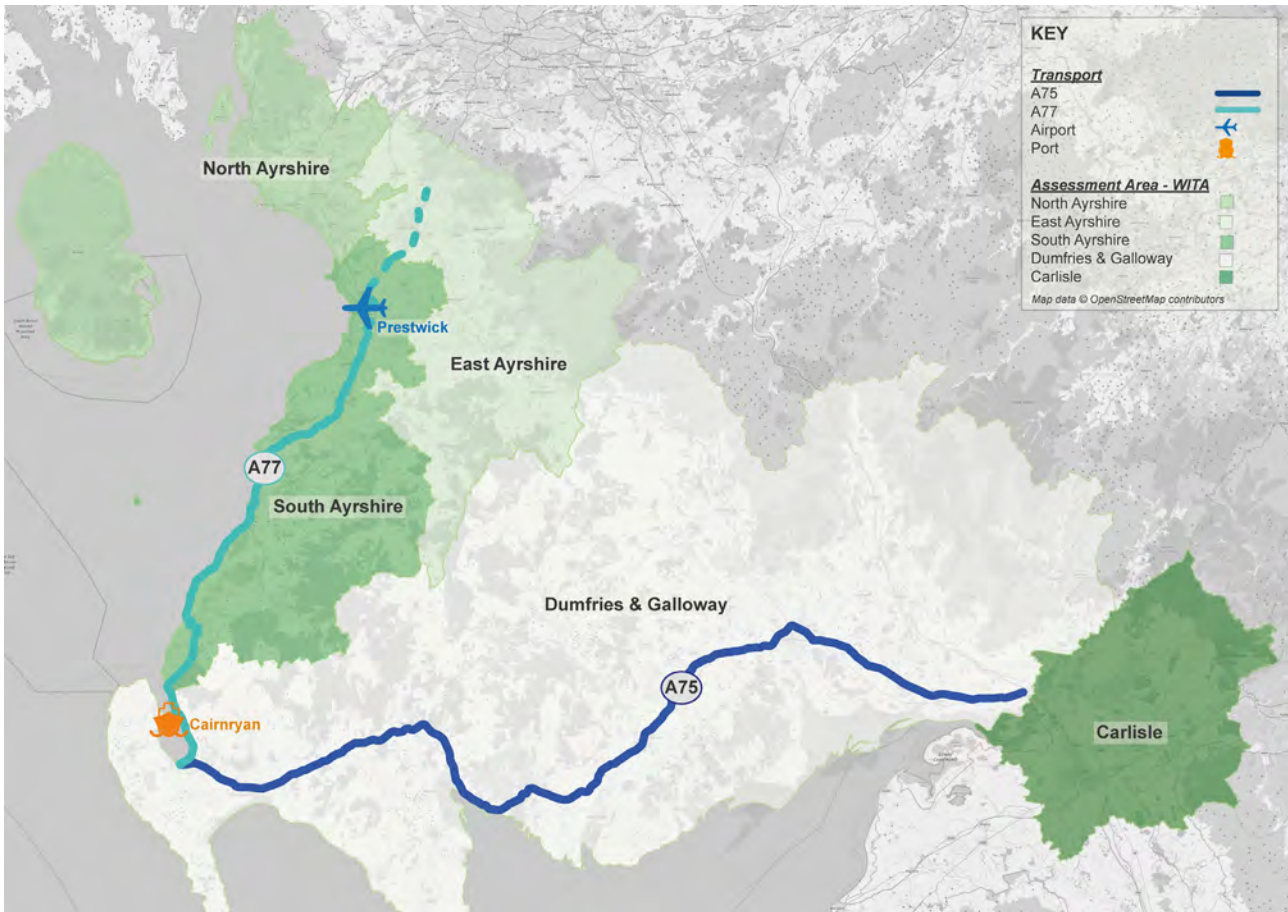 KEY
Transport
A75
A77
Airport
Port
Assessment Area - WITA
North Ayrshire
East Ayrshire
South Ayrshire
Dumfries & Galloway
Carlisle
Map data © OpenStreetMap contributors
North Ayrshire
Prestwick
East Ayrshire
A77
South Ayrshire
Dumfries & Galloway
A75
Cairnryan
Carlisle